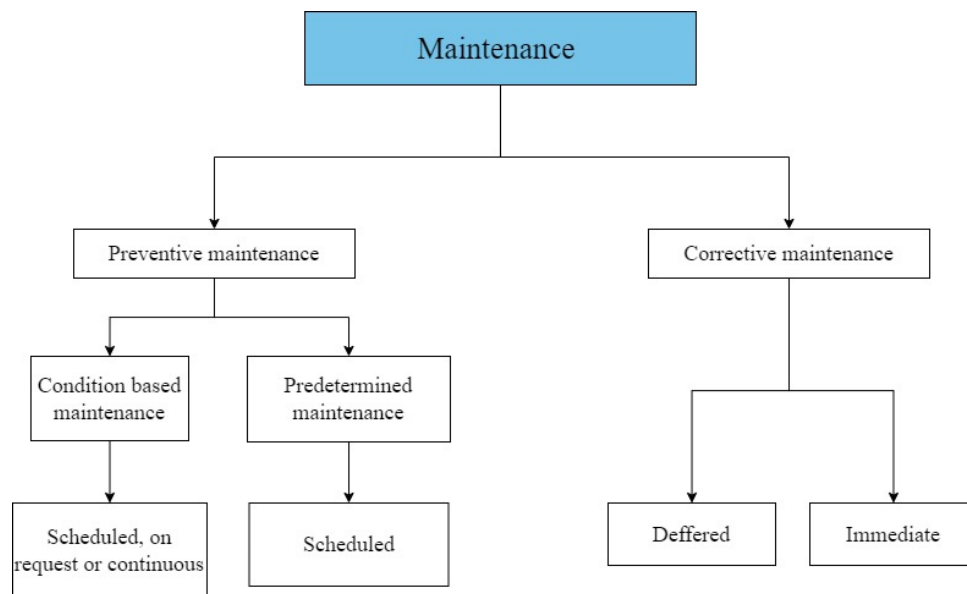 Maintenance
Preventive maintenance
Corrective maintenance
Condition based
maintenance
Predetermined
maintenance
Scheduled, on
request or continuous
Scheduled
Deffered
Immediate